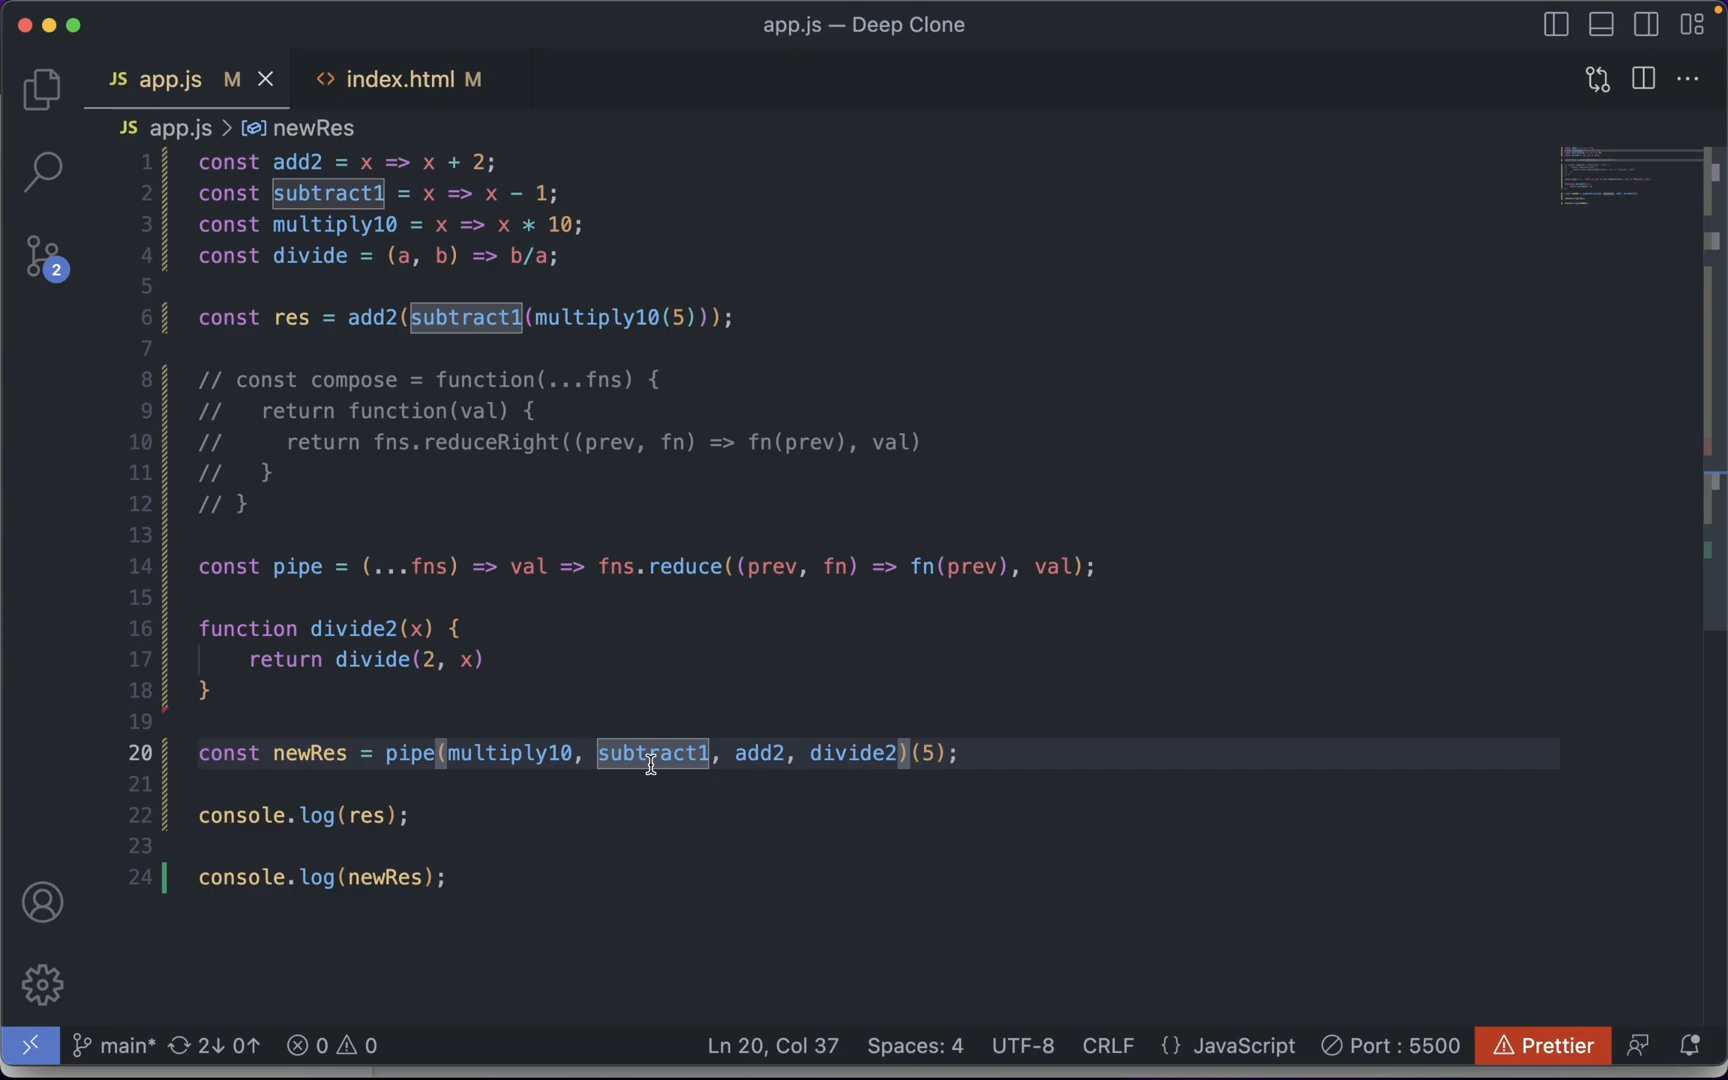 app.js — Deep Clone
JS app.js M
<> index.html M
JS app.js > newRes
1 const add2 = x => x + 2;
2 const subtract1 = x => x - 1;
3 const multiply10 = x => x * 10;
4 const divide = (a, b) => b/a;
5
6 const res = add2(subtract1(multiply10(5)));
7
8 // const compose = function(...fns) {
9 //   return function(val) {
10 //     return fns.reduceRight((prev, fn) => fn(prev), val)
11 //   }
12 // }
13
14 const pipe = (...fns) => val => fns.reduce((prev, fn) => fn(prev), val);
15
16 function divide2(x) {
17     return divide(2, x)
18 }
19
20 const newRes = pipe(multiply10, subtract1, add2, divide2)(5);
21
22 console.log(res);
23
24 console.log(newRes);
2
main* 2↓ 0↑ 0 0 Ln 20, Col 37 Spaces: 4 UTF-8 CRLF {} JavaScript Port : 5500 Prettier